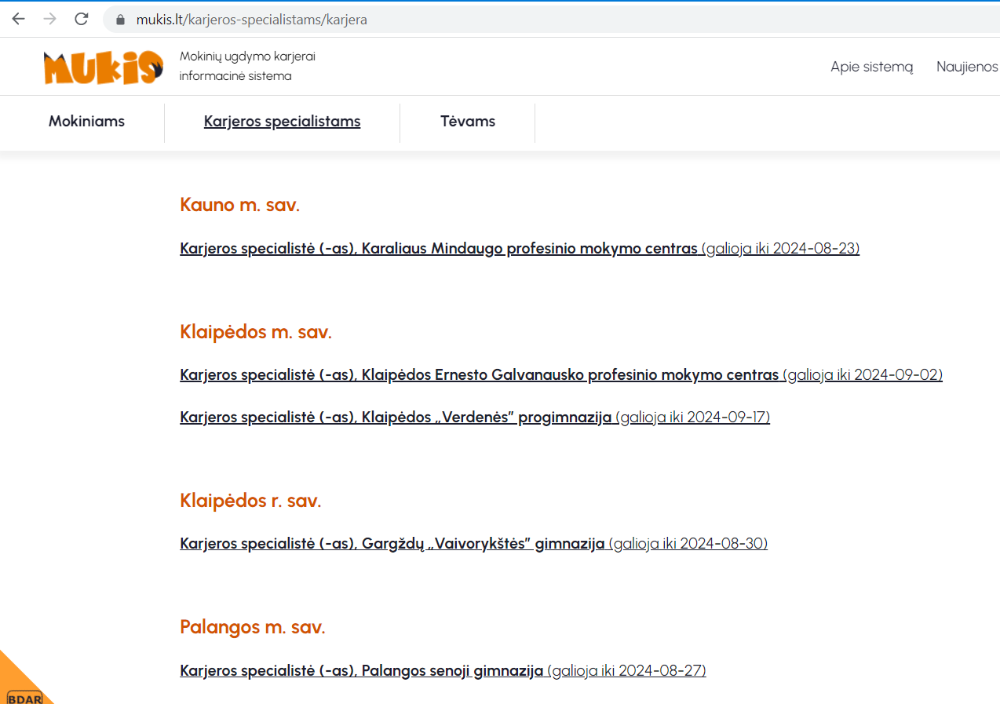 mukis.lt/karjeros-specialistams/karjera
MUKIS
Mokinių ugdymo karjerai
informacinė sistema
Apie sistemą
Naujienos
Mokiniams
Karjeros specialistams
Tėvams
Kauno m. sav.
Karjeros specialistė (-as), Karaliaus Mindaugo profesinio mokymo centras (galioja iki 2024-08-23)
Klaipėdos m. sav.
Karjeros specialistė (-as), Klaipėdos Ernesto Galvanausko profesinio mokymo centras (galioja iki 2024-09-02)
Karjeros specialistė (-as), Klaipėdos „Verdenės” progimnazija (galioja iki 2024-09-17)
Klaipėdos r. sav.
Karjeros specialistė (-as), Gargždų „Vaivorykštės” gimnazija (galioja iki 2024-08-30)
Palangos m. sav.
Karjeros specialistė (-as), Palangos senoji gimnazija (galioja iki 2024-08-27)
BDAR